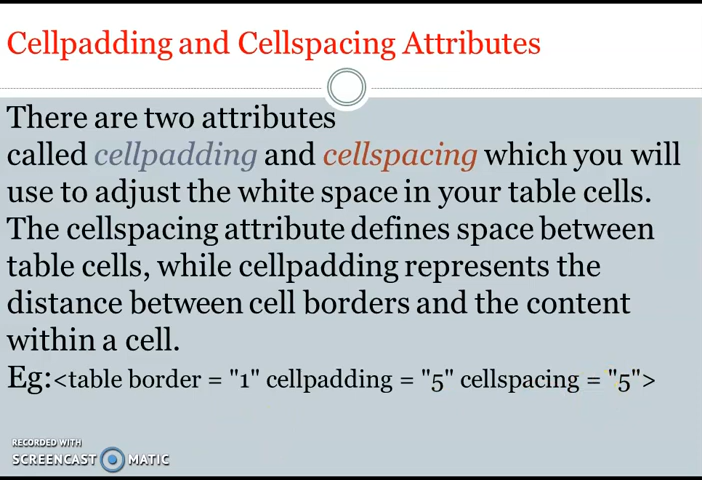 Cellpadding and Cellspacing Attributes
There are two attributes
called cellpadding and cellspacing which you will
use to adjust the white space in your table cells.
The cellspacing attribute defines space between
table cells, while cellpadding represents the
distance between cell borders and the content
within a cell.
Eg:<table border = "1" cellpadding = "5" cellspacing = "5">
RECORDED WITH
SCREENCAST MATIC